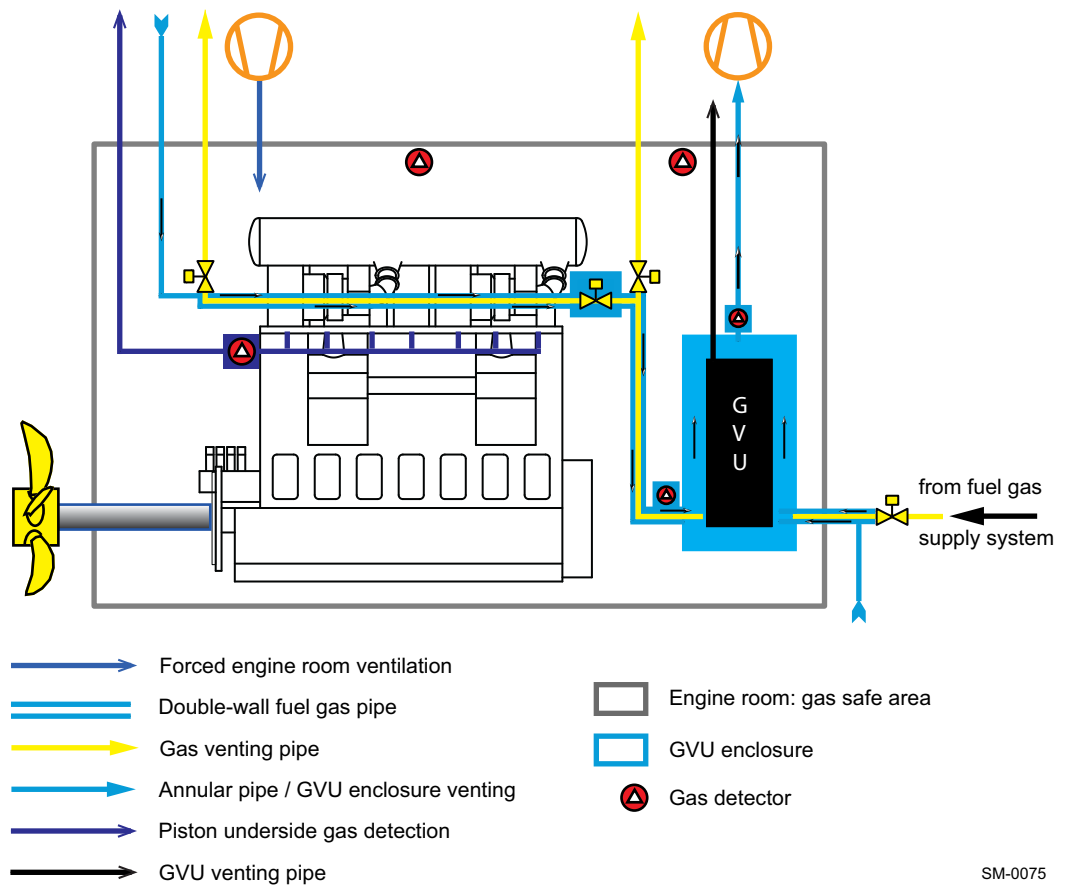 G
V
U
from fuel gas
supply system
Forced engine room ventilation
Double-wall fuel gas pipe
Gas venting pipe
Annular pipe / GVU enclosure venting
Piston underside gas detection
GVU venting pipe
Engine room: gas safe area
GVU enclosure
Gas detector
SM-0075